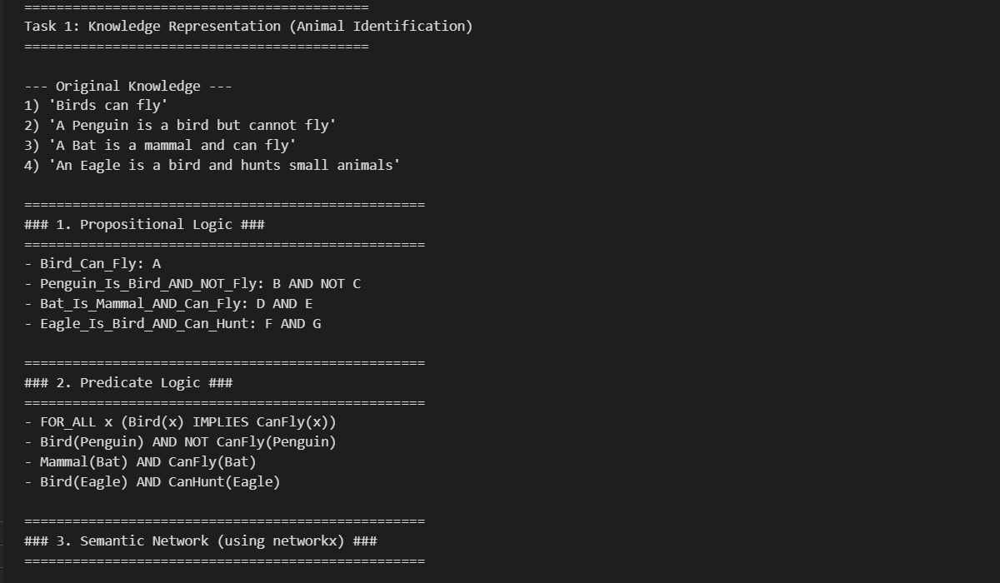 ===========================================
Task 1: Knowledge Representation (Animal Identification)
===========================================
--- Original Knowledge ---
1) 'Birds can fly'
2) 'A Penguin is a bird but cannot fly'
3) 'A Bat is a mammal and can fly'
4) 'An Eagle is a bird and hunts small animals'
==================================================
### 1. Propositional Logic ###
==================================================
- Bird_Can_Fly: A
- Penguin_Is_Bird_AND_NOT_Fly: B AND NOT C
- Bat_Is_Mammal_AND_Can_Fly: D AND E
- Eagle_Is_Bird_AND_Can_Hunt: F AND G
==================================================
### 2. Predicate Logic ###
==================================================
- FOR_ALL x (Bird(x) IMPLIES CanFly(x))
- Bird(Penguin) AND NOT CanFly(Penguin)
- Mammal(Bat) AND CanFly(Bat)
- Bird(Eagle) AND CanHunt(Eagle)
==================================================
### 3. Semantic Network (using networkx) ###
==================================================